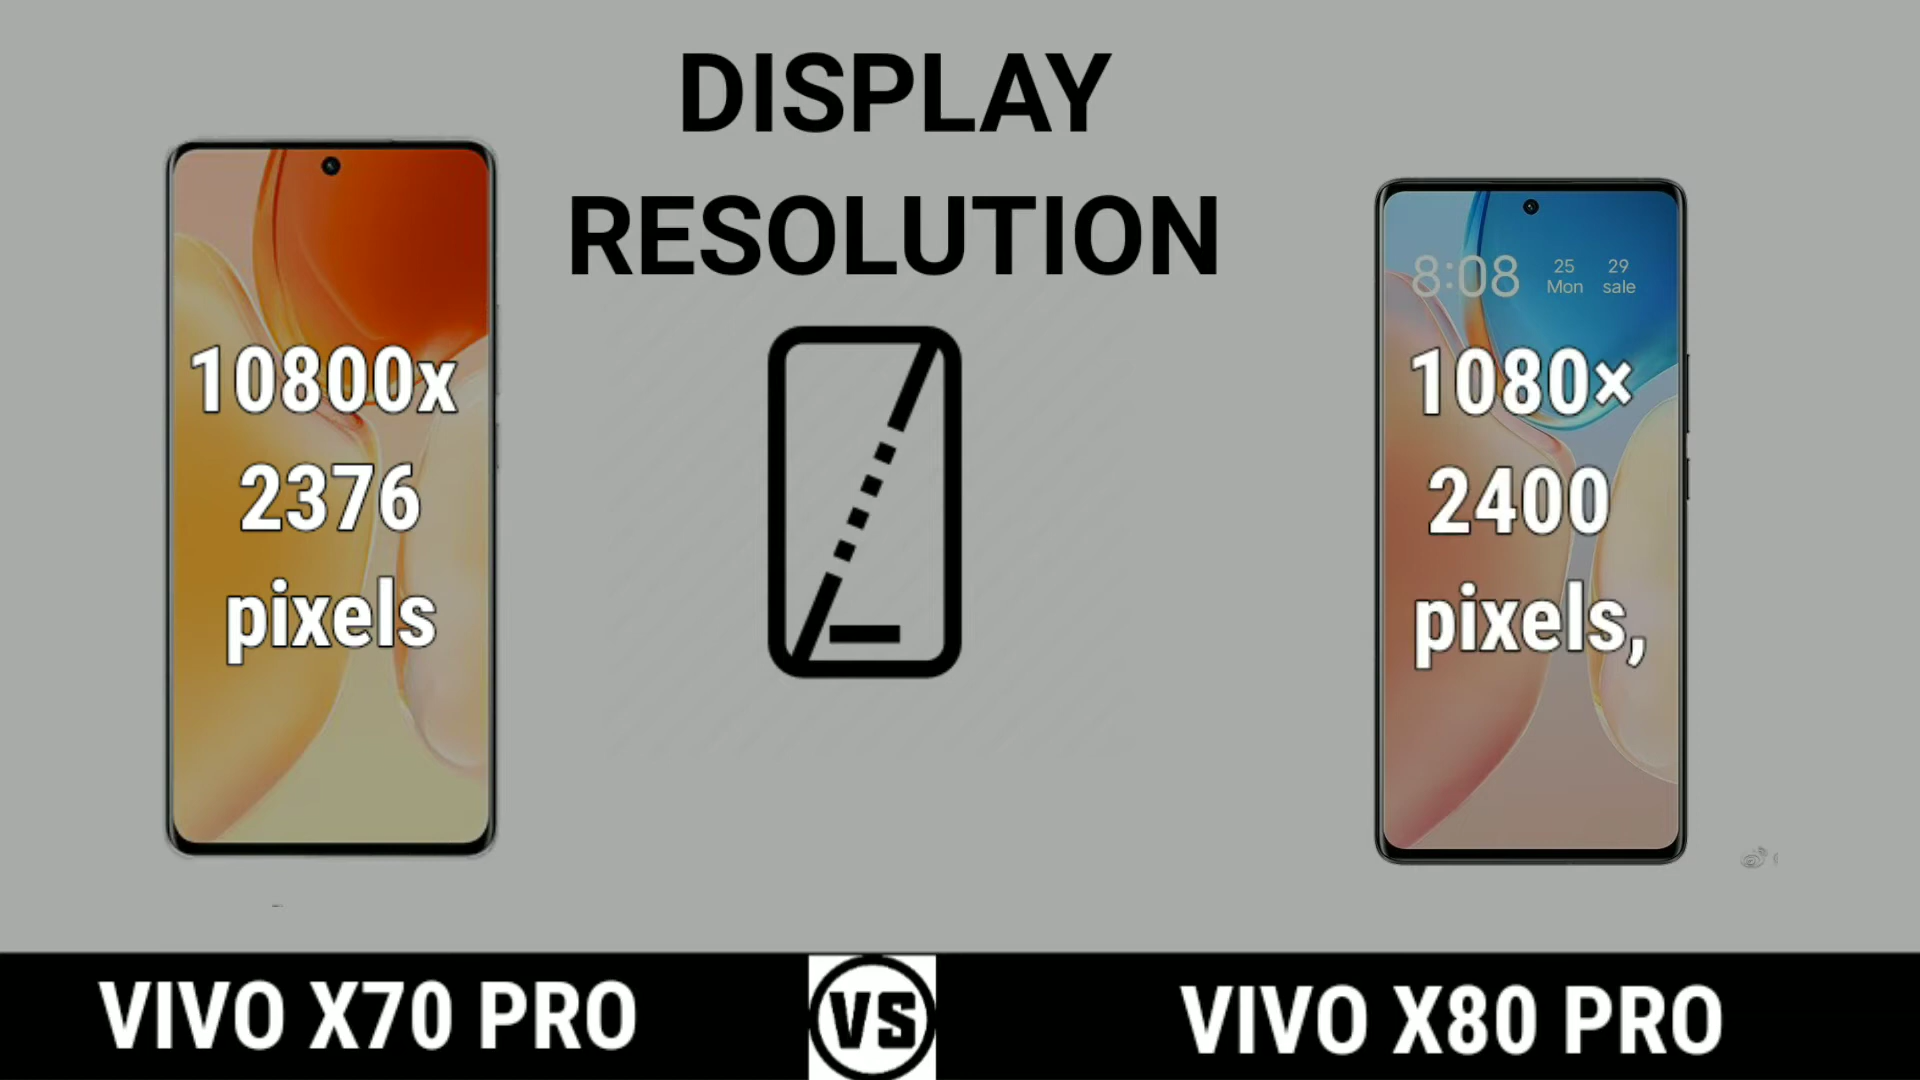 DISPLAY
RESOLUTION
10800x
2376
pixels
8:08
25 29
Mon sale
1080×
2400
pixels,
VIVO X70 PRO
VS
VIVO X80 PRO